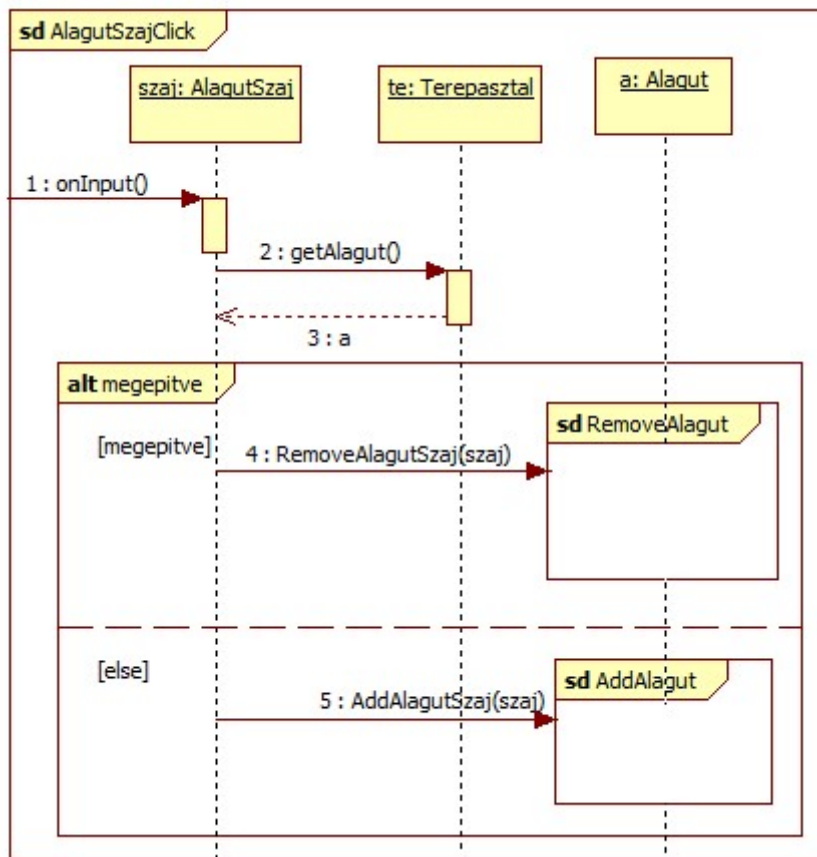 sd AlagutSzajClick
szaj: AlagutSzaj
te: Terepasztal
a: Alagut
1 : onInput()
2 : getAlagut()
3 : a
alt megepitve
[megepitve]
sd RemoveAlagut
4 : RemoveAlagutSzaj(szaj)
[else]
sd AddAlagut
5 : AddAlagutSzaj(szaj)